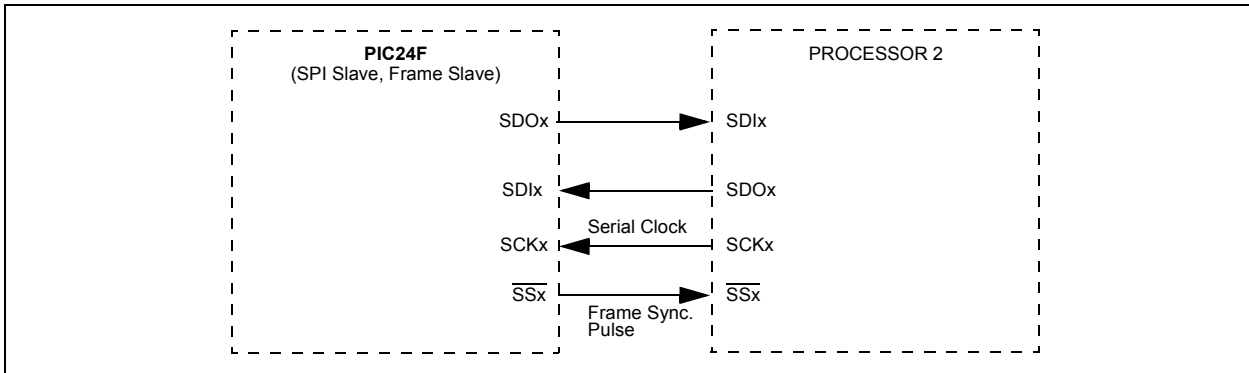 PIC24F
(SPI Slave, Frame Slave)
PROCESSOR 2
SDOx
SDIx
SDIx
SDOx
Serial Clock
SCKx
SCKx
SSx
SSx
Frame Sync.
Pulse